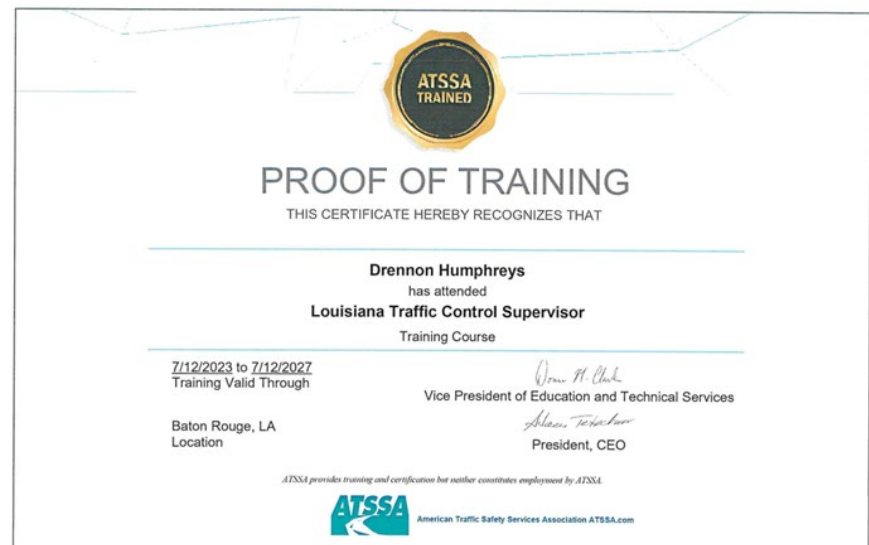 ATSSA
TRAINED
PROOF OF TRAINING
THIS CERTIFICATE HEREBY RECOGNIZES THAT
Drennon Humphreys
has attended
Louisiana Traffic Control Supervisor
Training Course
7/12/2023 to 7/12/2027
Training Valid Through
Vice President of Education and Technical Services
Baton Rouge, LA
Location
President, CEO
ATSSA provides training and certification but neither constitutes employment by ATSSA.
ATSSA
American Traffic Safety Services Association ATSSA.com